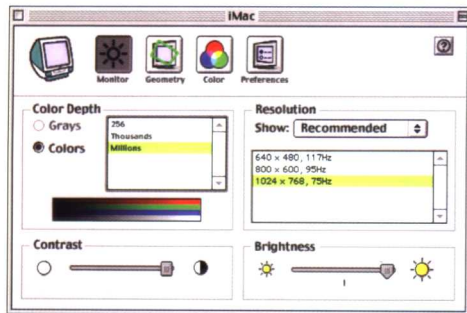 iMac
Monitor Geometry Color Preferences
Color Depth
Grays
Colors
256
Thousands
Millions
Resolution
Show: Recommended
640 x 480, 117Hz
800 x 600, 95Hz
1024 x 768, 75Hz
Contrast
Brightness